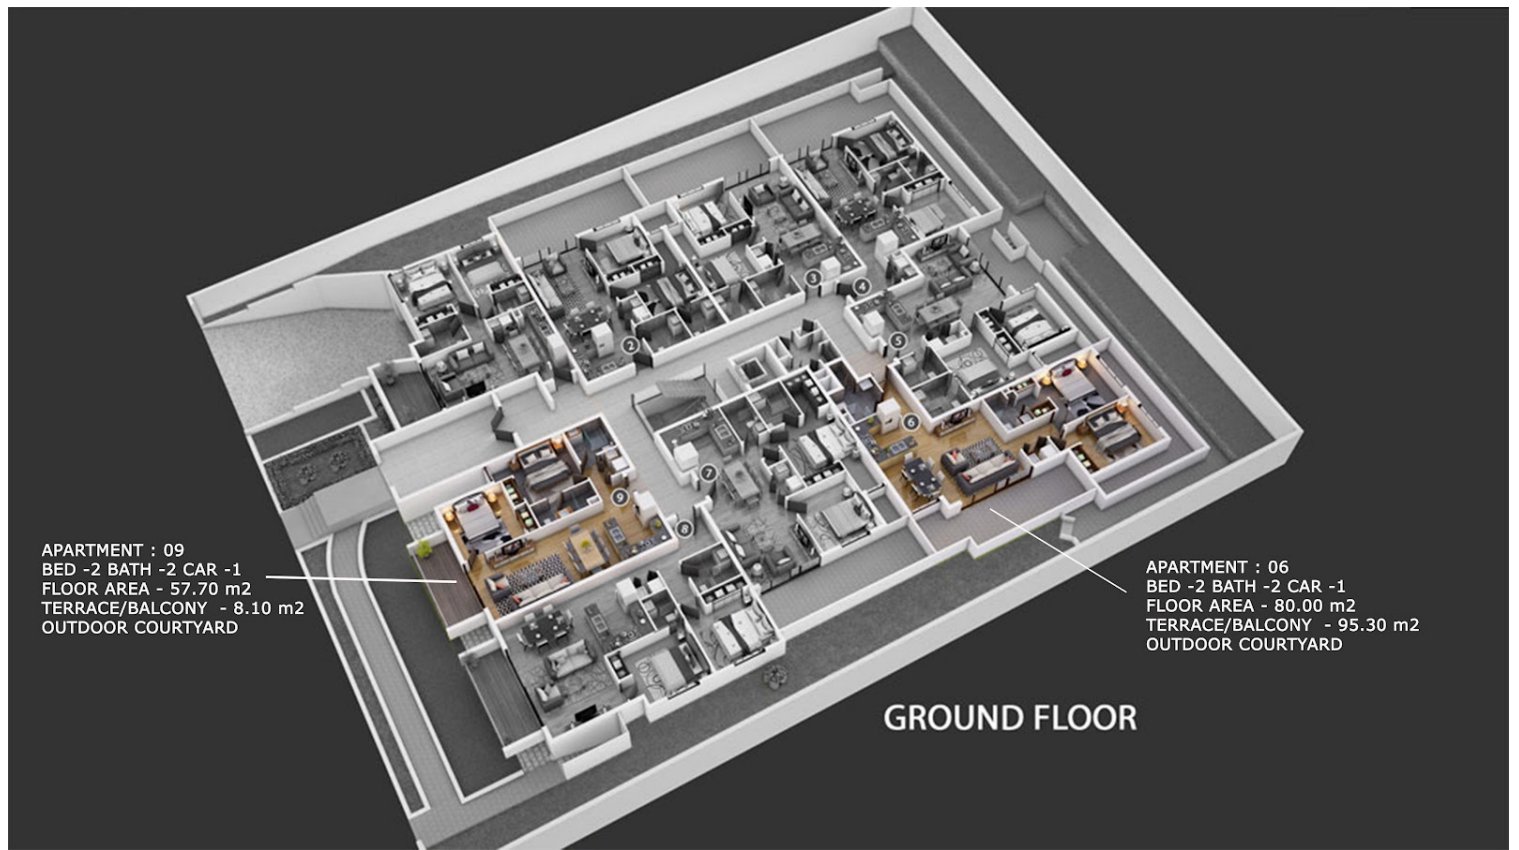 2
3
4
5
6
7
8
9
APARTMENT : 09
BED -2 BATH -2 CAR -1
FLOOR AREA - 57.70 m2
TERRACE/BALCONY - 8.10 m2
OUTDOOR COURTYARD
APARTMENT : 06
BED -2 BATH -2 CAR -1
FLOOR AREA - 80.00 m2
TERRACE/BALCONY - 95.30 m2
OUTDOOR COURTYARD
GROUND FLOOR